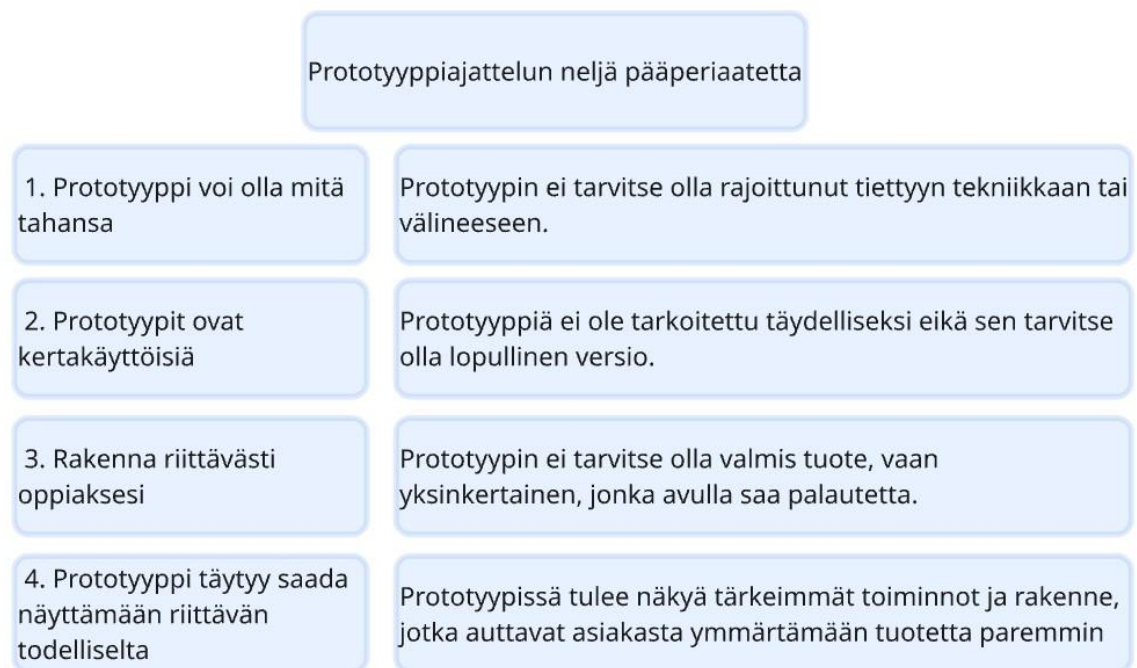 Prototyyppiajattelun neljä pääperiaatetta
1. Prototyyppi voi olla mitä
tahansa
Prototyypin ei tarvitse olla rajoittunut tiettyyn tekniikkaan tai
välineeseen.
2. Prototyypit ovat
kertakäyttöisiä
Prototyyppiä ei ole tarkoitettu täydelliseksi eikä sen tarvitse
olla lopullinen versio.
3. Rakenna riittävästi
oppiaksesi
Prototyypin ei tarvitse olla valmis tuote, vaan
yksinkertainen, jonka avulla saa palautetta.
4. Prototyyppi täytyy saada
näyttämään riittävän
todelliselta
Prototyypissä tulee näkyä tärkeimmät toiminnot ja rakenne,
jotka auttavat asiakasta ymmärtämään tuotetta paremmin